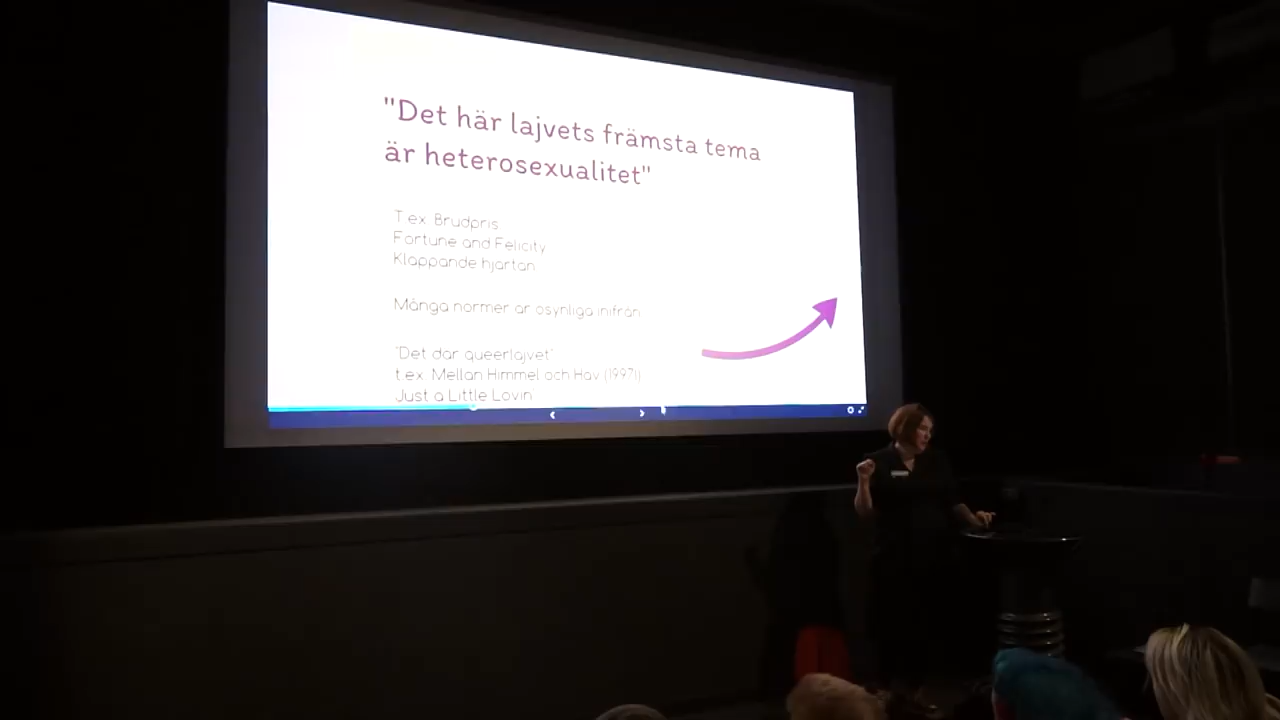 "Det här lajvets främsta tema
är heterosexualitet"
T ex Brudpris
Fortune and Felicity
Klappande hjärtan
Många normer är osynliga inifrån
"Det där queerlajvet"
t ex Mellan Himmel och Hav (1997)
Just a Little Lovin